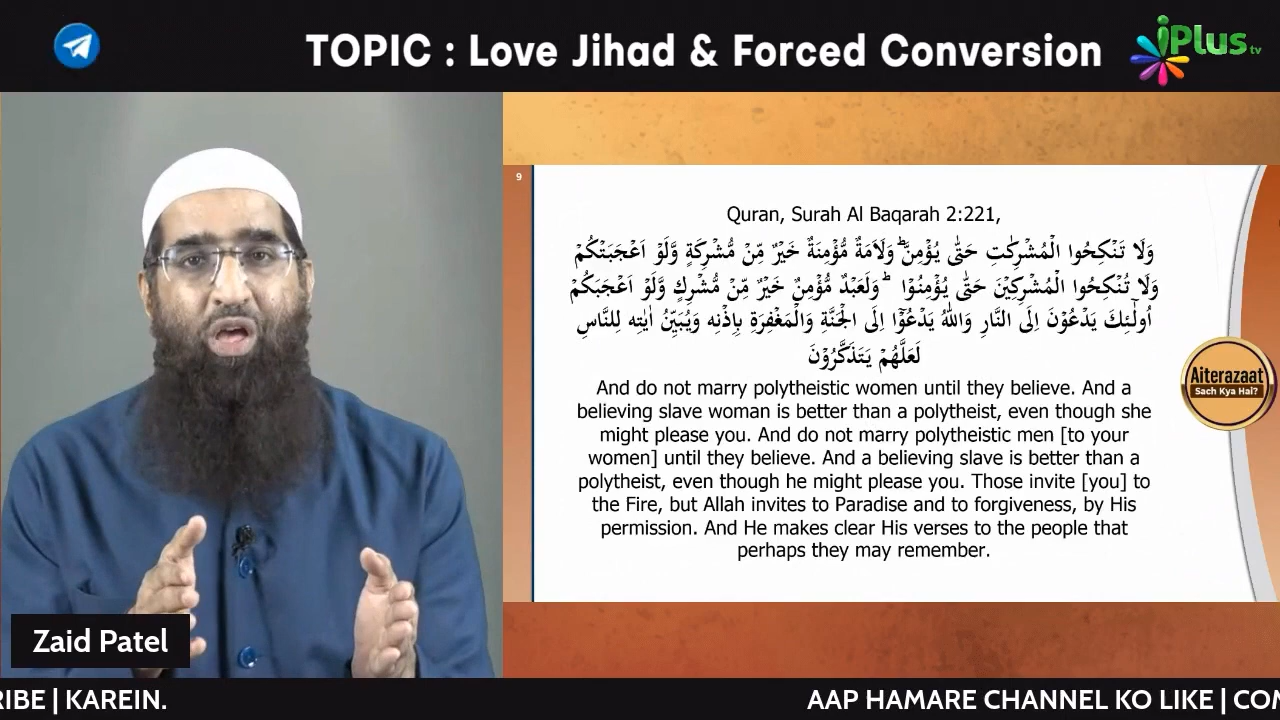 TOPIC : Love Jihad & Forced Conversion
iPlus tv
9
Quran, Surah Al Baqarah 2:221,
وَلَا تَنْكِحُوا الْمُشْرِكٰتِ حَتّٰى يُؤْمِنَّ ؕ وَلَاَمَةٌ مُّؤْمِنَةٌ خَيْرٌ مِّنْ مُّشْرِكَةٍ وَّلَوْ اَعْجَبَتْكُمْ
وَلَا تُنْكِحُوا الْمُشْرِكِيْنَ حَتّٰى يُؤْمِنُوْا ؕ وَلَعَبْدٌ مُّؤْمِنٌ خَيْرٌ مِّنْ مُّشْرِكٍ وَّلَوْ اَعْجَبَكُمْ
اُولٰٓئِكَ يَدْعُوْنَ اِلَى النَّارِ وَاللّٰهُ يَدْعُوْٓا اِلَى الْجَنَّةِ وَالْمَغْفِرَةِ بِاِذْنِه وَيُبَيِّنُ اٰيٰتِه لِلنَّاسِ
لَعَلَّهُمْ يَتَذَكَّرُوْنَ
And do not marry polytheistic women until they believe. And a
believing slave woman is better than a polytheist, even though she
might please you. And do not marry polytheistic men [to your
women] until they believe. And a believing slave is better than a
polytheist, even though he might please you. Those invite [you] to
the Fire, but Allah invites to Paradise and to forgiveness, by His
permission. And He makes clear His verses to the people that
perhaps they may remember.
Aiterazaat
Sach Kya Hai?
Zaid Patel
RIBE | KAREIN.
AAP HAMARE CHANNEL KO LIKE | COM